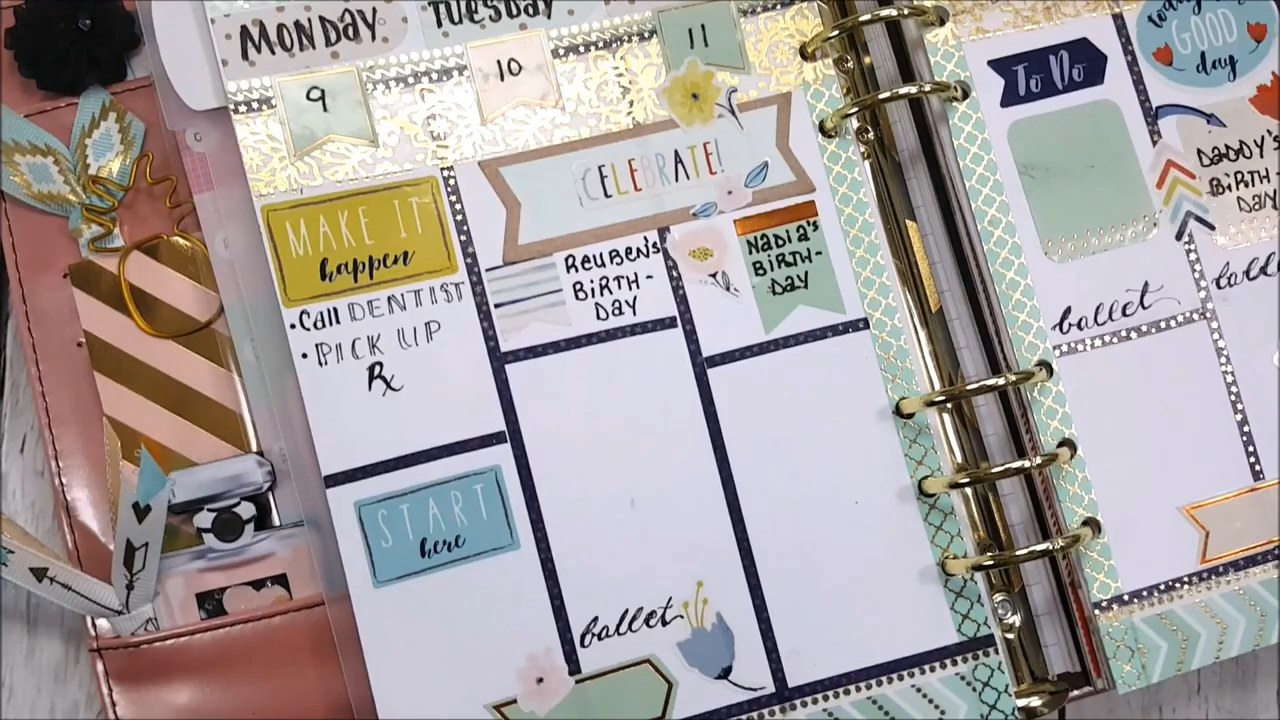 MONDAY
TUESDAY
9
10
11
MAKE IT
happen
• Call DENTIST
• PICK UP
Rx
START
here
CELEBRATE!
REUBEN'S
BIRTH-
DAY
NADIA'S
BIRTH-
DAY
ballet
To Do
GOOD
day
DADDY'S
BIRTH-
DAY
ballet